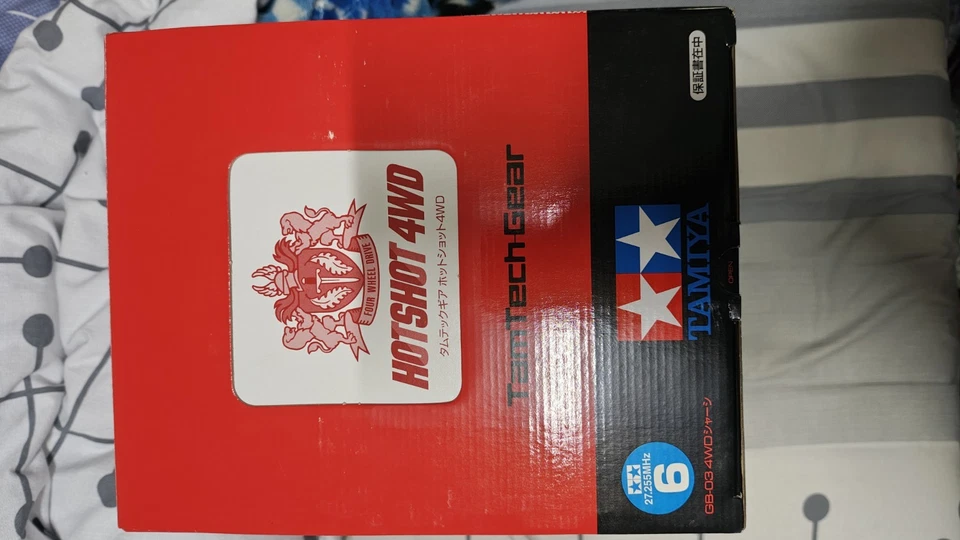 FOUR WHEEL DRIVE
HOTSHOT 4WD
タムテックギア ホットショット4WD
TamTech-Gear
TAMIYA
保証書在中
27.255MHz
6
GB-03 4WDシャーシ
OPEN